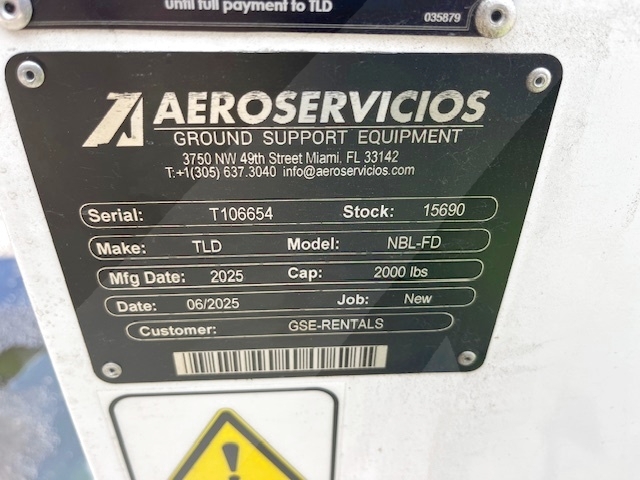 until full payment to TLD
035879
AEROSERVICIOS
GROUND SUPPORT EQUIPMENT
3750 NW 49th Street Miami, FL 33142
T:+1(305) 637.3040 info@aeroservicios.com
Serial: T106654 Stock: 15690
Make: TLD Model: NBL-FD
Mfg Date: 2025 Cap: 2000 lbs
Date: 06/2025 Job: New
Customer: GSE-RENTALS